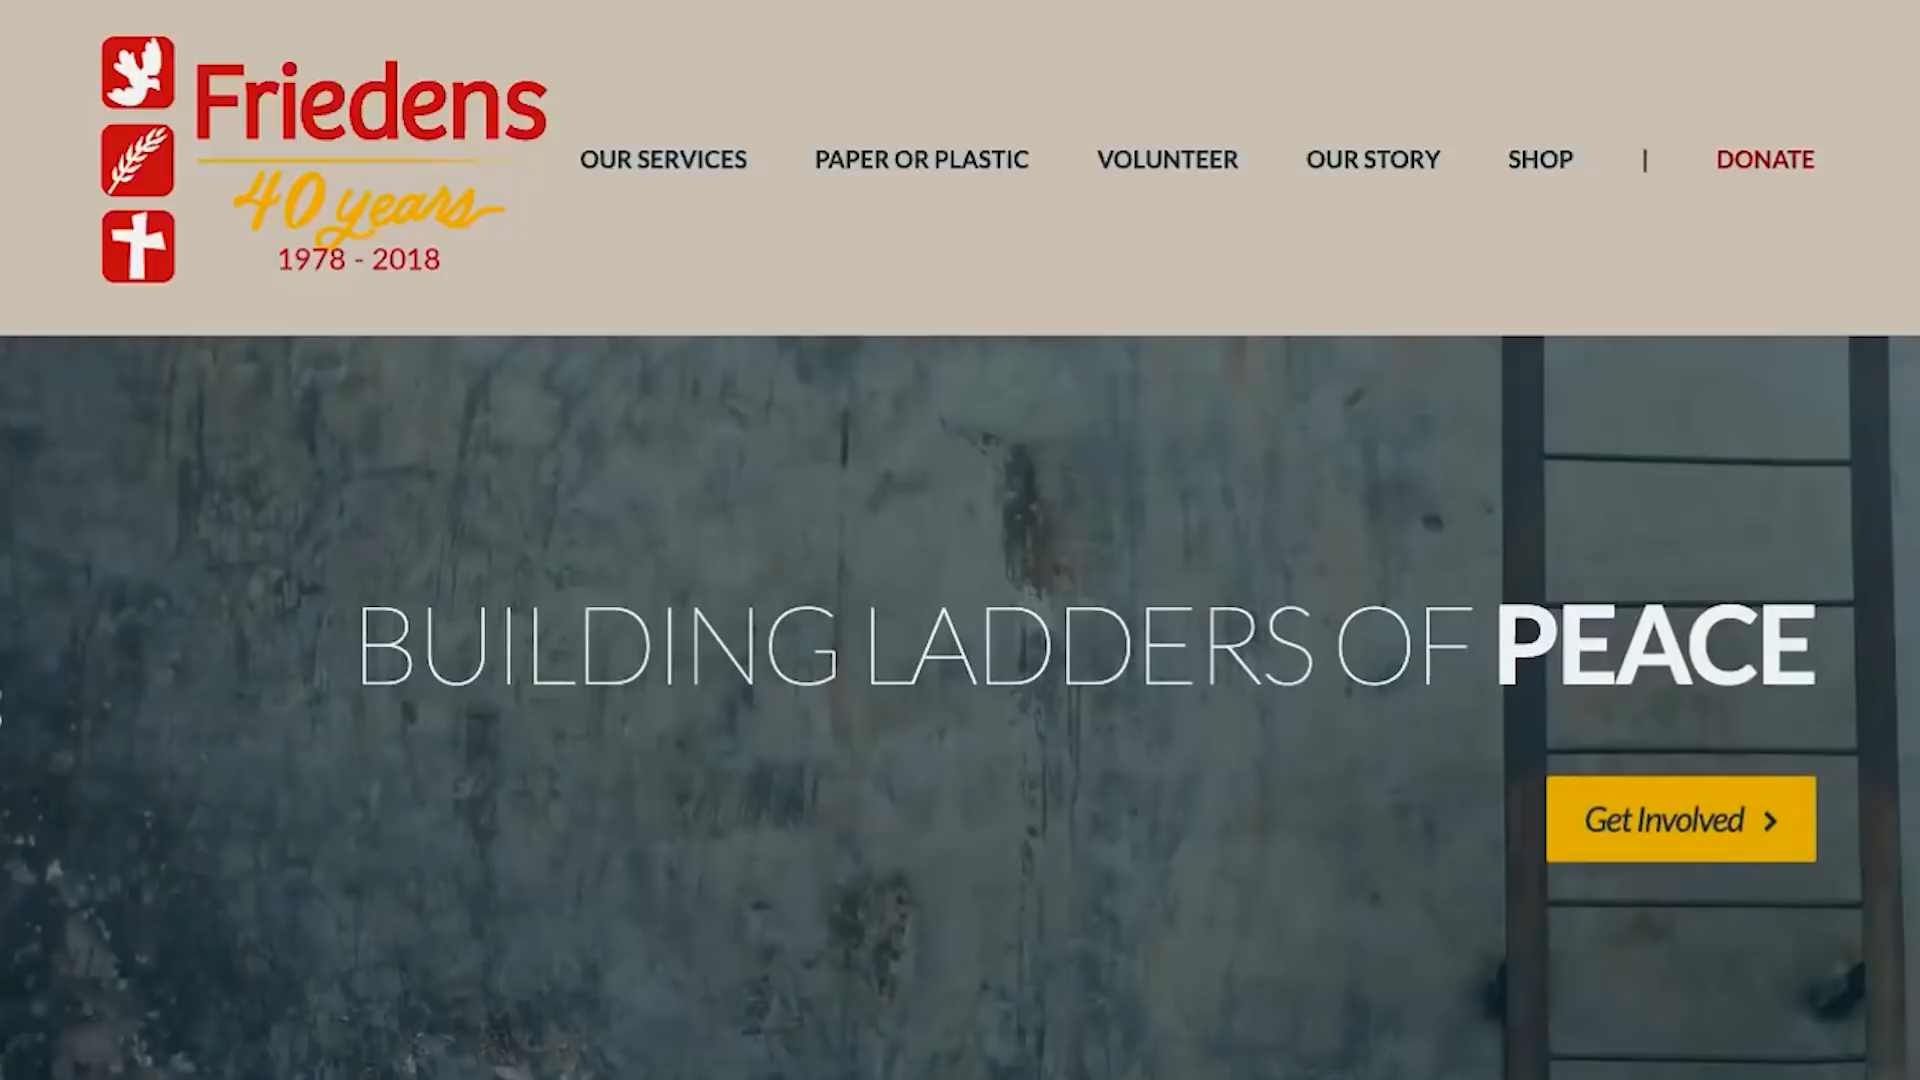 Friedens
40 years
1978 - 2018
OUR SERVICES PAPER OR PLASTIC VOLUNTEER OUR STORY SHOP | DONATE
BUILDING LADDERS OF PEACE
Get Involved >